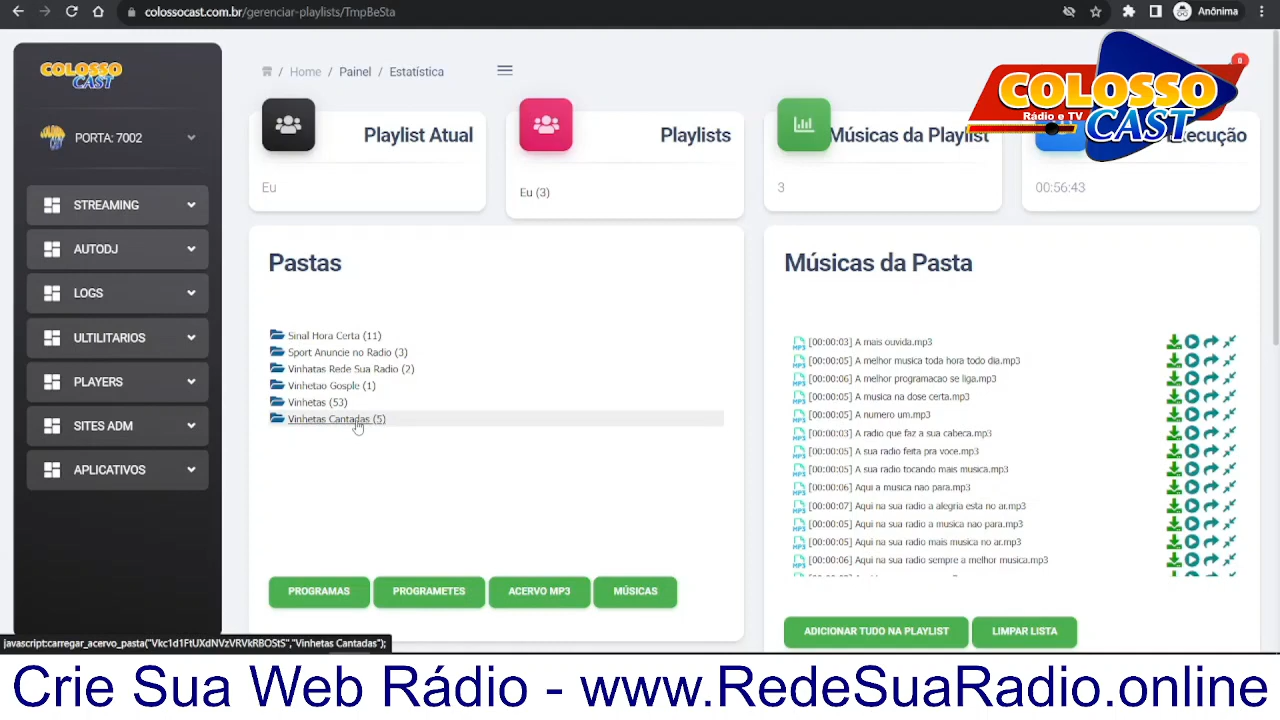 colossocast.com.br/gerenciar-playlists/TmpBeSta
Anônima
COLOSSO
CAST
PORTA: 7002
STREAMING
AUTODJ
LOGS
ULTILITARIOS
PLAYERS
SITES ADM
APLICATIVOS
/ Home / Painel / Estatística
Playlist Atual
Eu
Playlists
Eu (3)
Músicas da Playlist
3
Execução
00:56:43
COLOSSO
Rádio e TV
CAST
Pastas
Sinal Hora Certa (11)
Sport Anuncie no Radio (3)
Vinhatas Rede Sua Radio (2)
Vinhetao Gosple (1)
Vinhetas (53)
Vinhetas Cantadas (5)
PROGRAMAS
PROGRAMETES
ACERVO MP3
MÚSICAS
Músicas da Pasta
[00:00:03] A mais ouvida.mp3
[00:00:05] A melhor musica toda hora todo dia.mp3
[00:00:06] A melhor programacao se liga.mp3
[00:00:05] A musica na dose certa.mp3
[00:00:05] A numero um.mp3
[00:00:03] A radio que faz a sua cabeca.mp3
[00:00:05] A sua radio feita pra voce.mp3
[00:00:05] A sua radio tocando mais musica.mp3
[00:00:06] Aqui a musica nao para.mp3
[00:00:07] Aqui na sua radio a alegria esta no ar.mp3
[00:00:05] Aqui na sua radio a musica nao para.mp3
[00:00:05] Aqui na sua radio mais musica no ar.mp3
[00:00:06] Aqui na sua radio sempre a melhor musica.mp3
ADICIONAR TUDO NA PLAYLIST
LIMPAR LISTA
javascript:carregar_acervo_pasta("Vkc1d1FtUXdNVzVRVkRBOStS","Vinhetas Cantadas");
Crie Sua Web Rádio - www.RedeSuaRadio.online